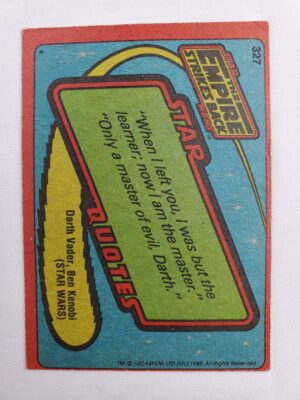 327
STAR
THE
EMPIRE
STRIKES BACK
WARS
STAR
"When I left you, I was but the
learner; now I am the master."
"Only a master of evil, Darth."
QUOTES
Darth Vader, Ben Kenobi
(STAR WARS)
TM: © LUCASFILM, LTD. (LFL) 1980. All Rights Reserved
*